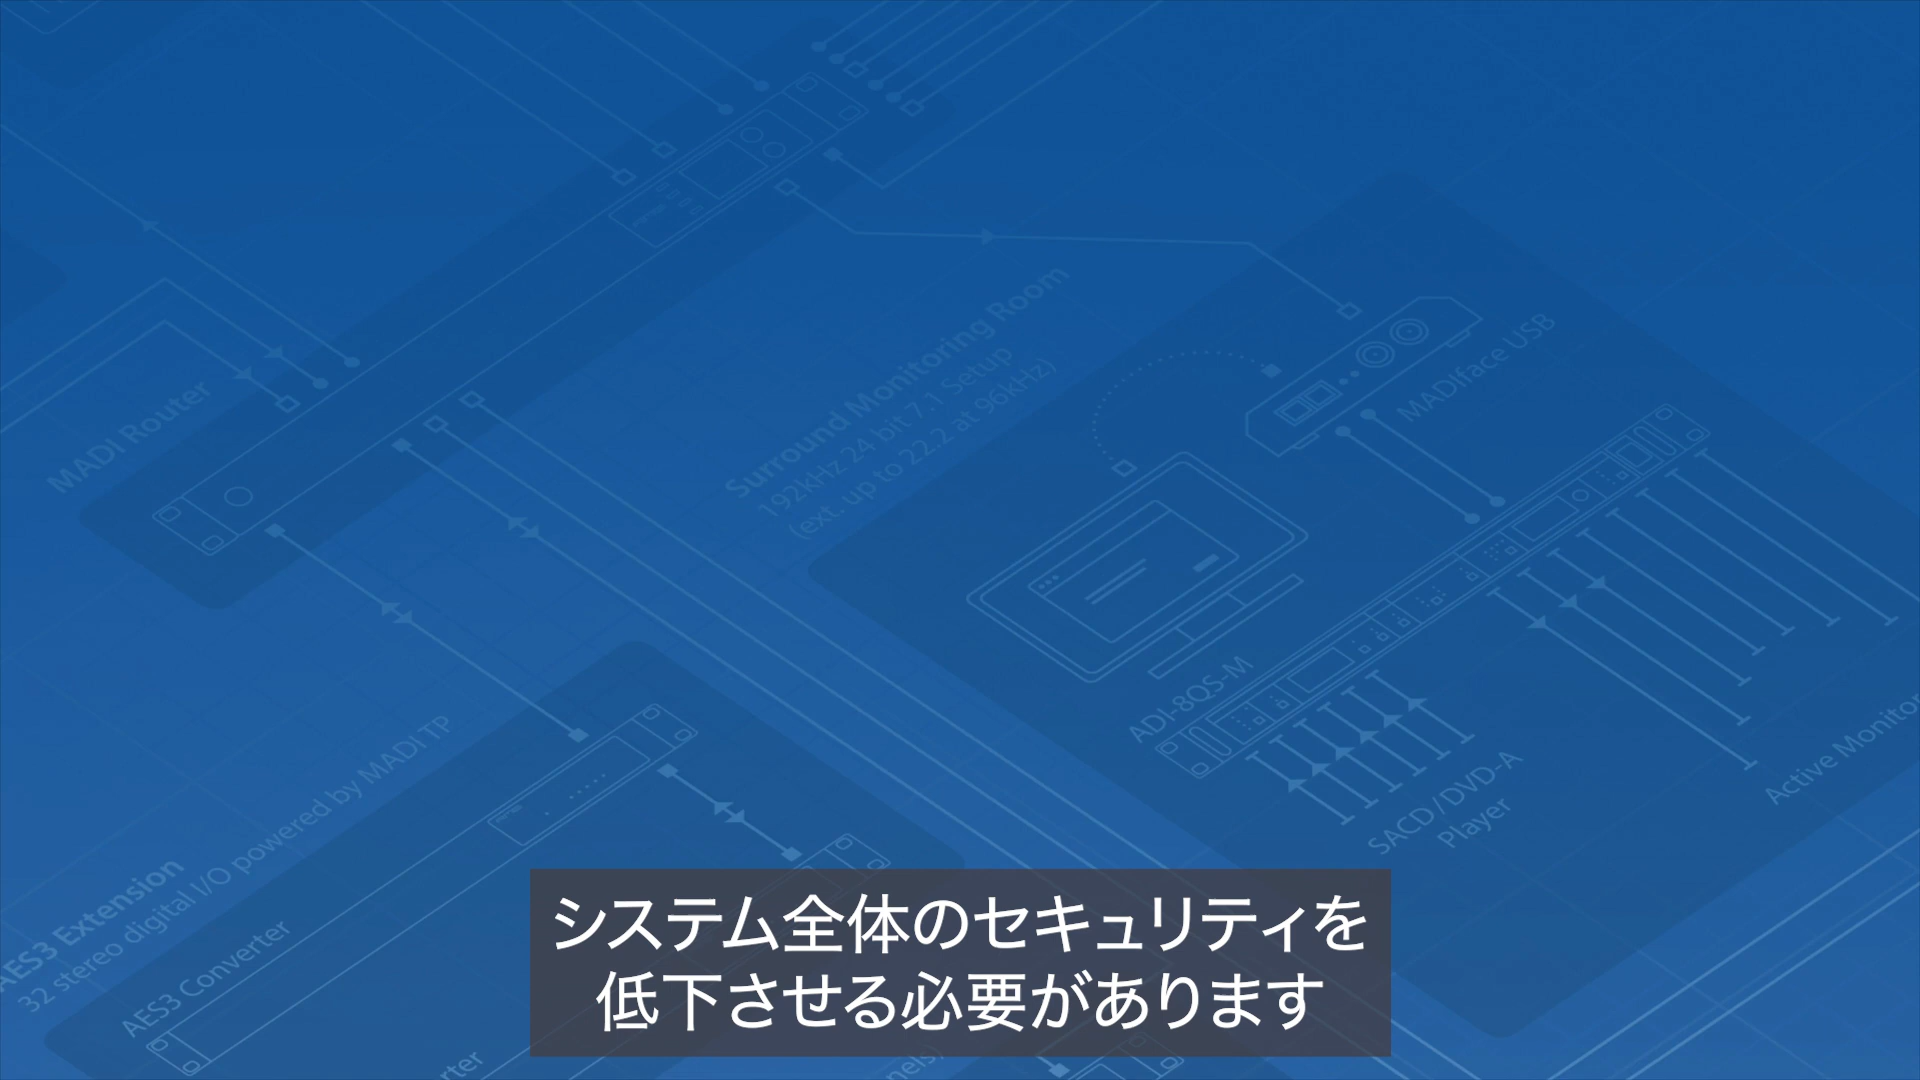 MADI Router
Surround Monitoring Room
192kHz 24 bit 7.1 Setup
(ext. up to 22.2 at 96kHz)
MADIface USB
ADI-8QS-M
SACD/DVD-A
Player
Active Monitor
AES3 Extension
32 stereo digital I/O powered by MADI TP
AES3 Converter
システム全体のセキュリティを
低下させる必要があります